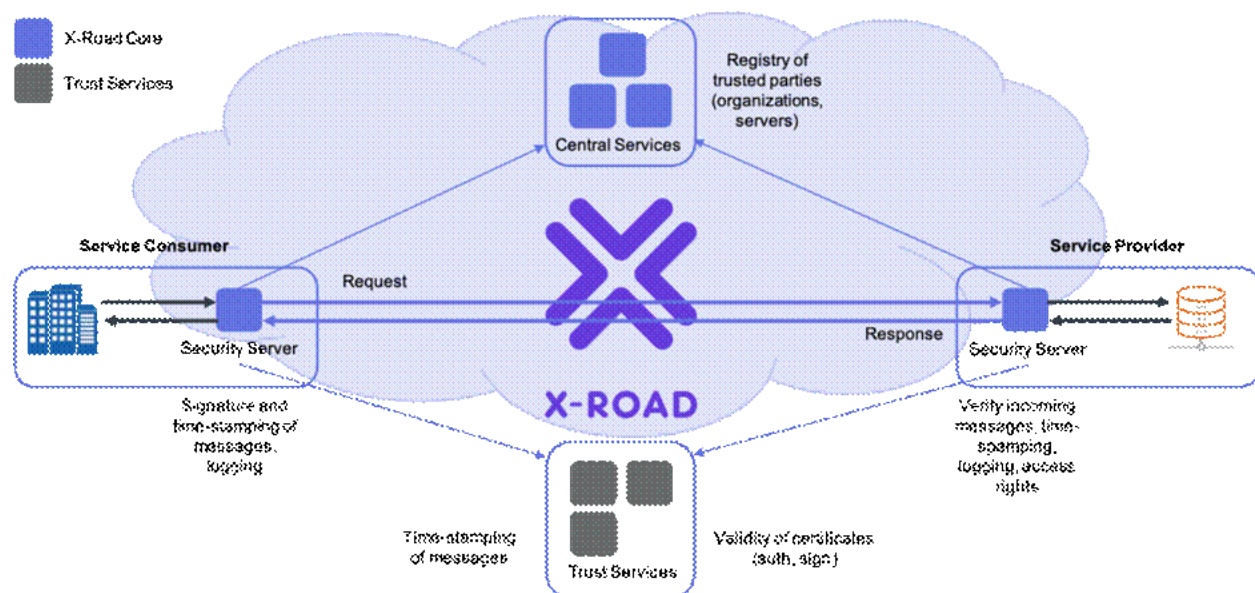 X-Road Core
Trust Services
Registry of
trusted parties
(organizations,
servers)
Central Services
Service Consumer
Service Provider
Request
Response
Security Server
Security Server
X-ROAD
Signature and
time-stamping of
messages,
logging
Verify incoming
messages, time-
spamping,
logging, access
rights
Time-stamping
of messages
Validity of certificates
(auth, sign)
Trust Services